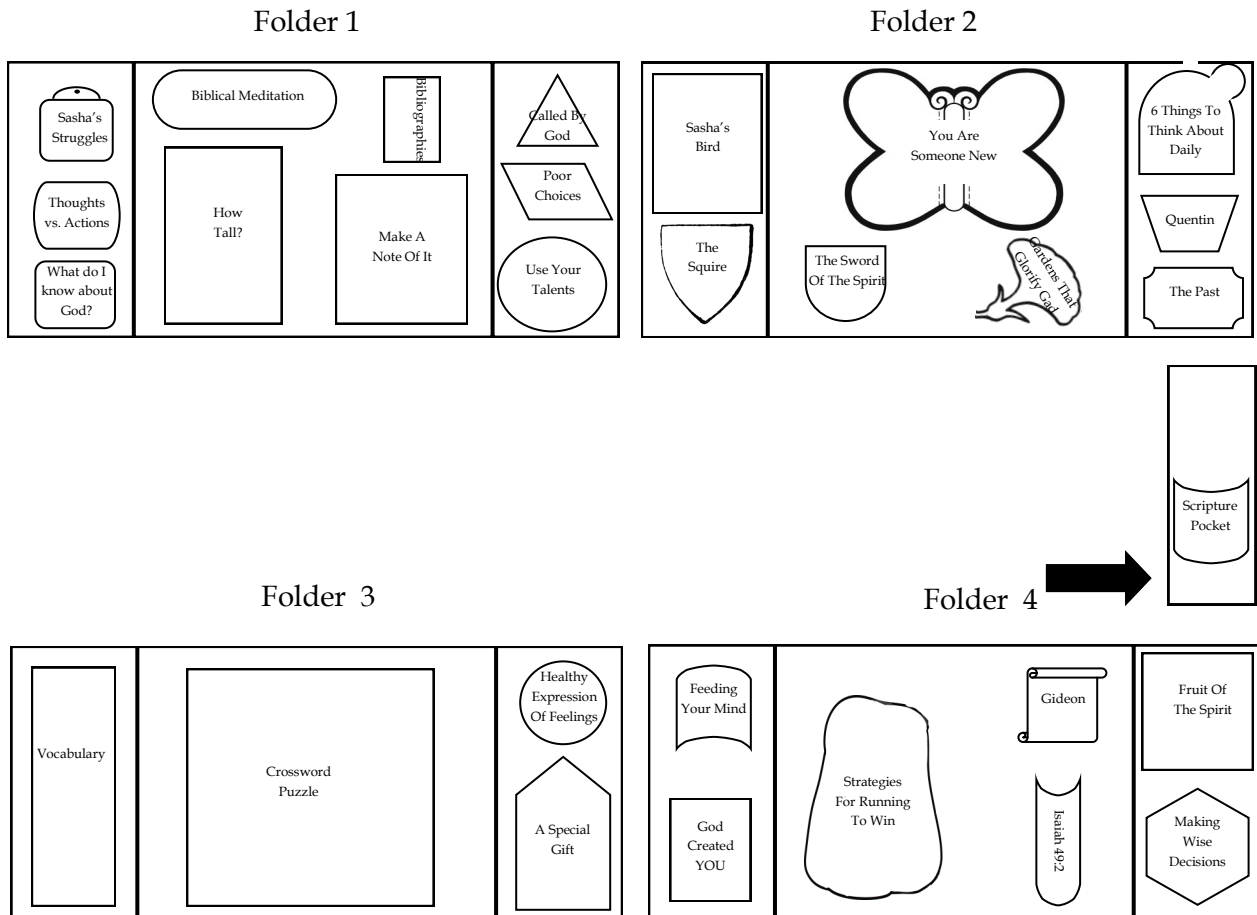 Folder 1
Sasha's
Struggles
Thoughts
vs. Actions
What do I
know about
God?
Biblical Meditation
Bibliographies
How
Tall?
Make A
Note Of It
Called By
God
Poor
Choices
Use Your
Talents
Folder 2
Sasha's
Bird
The
Squire
You Are
Someone New
The Sword
Of The Spirit
Gardens That
Glorify Gad
6 Things To
Think About
Daily
Quentin
The Past
Scripture
Pocket
Folder 3
Vocabulary
Crossword
Puzzle
Healthy
Expression
Of Feelings
A Special
Gift
Folder 4
Feeding
Your Mind
God
Created
YOU
Strategies
For Running
To Win
Gideon
Isaiah 49:2
Fruit Of
The Spirit
Making
Wise
Decisions